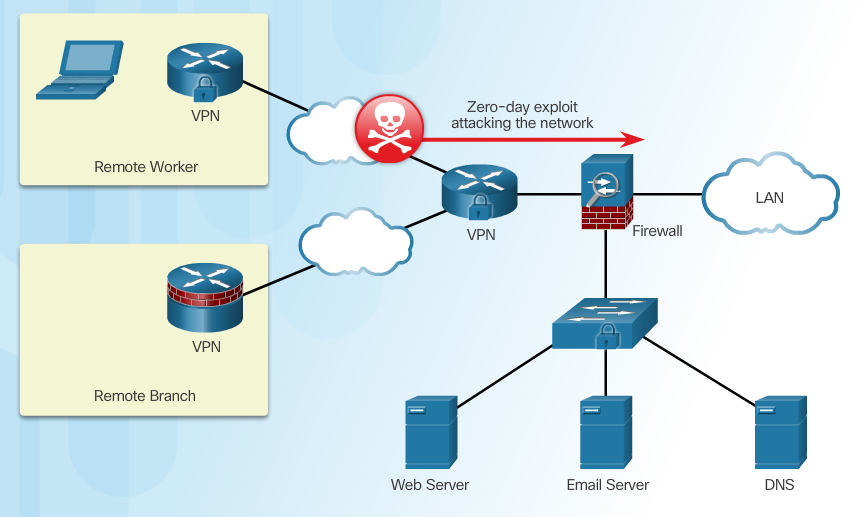 VPN
Remote Worker
Zero-day exploit
attacking the network
VPN
Firewall
LAN
VPN
Remote Branch
Web Server
Email Server
DNS